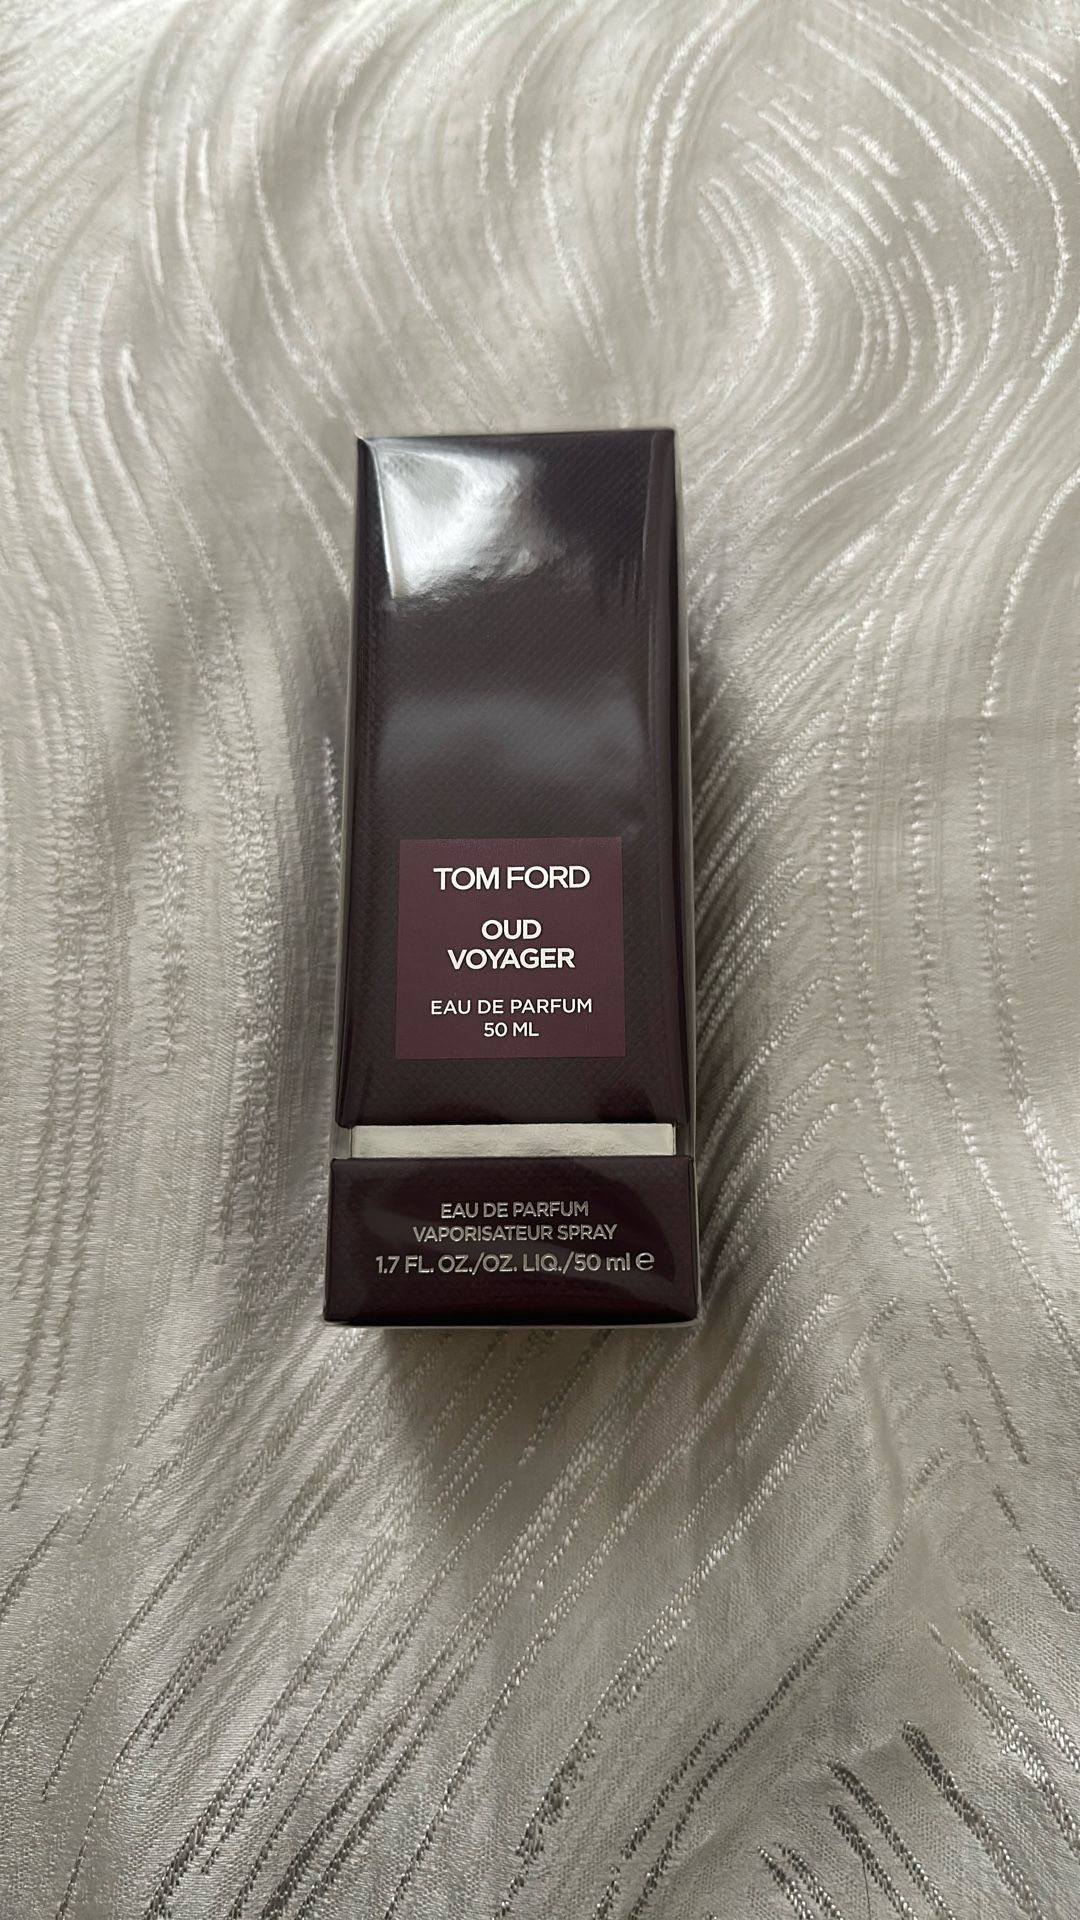 TOM FORD
OUD
VOYAGER
EAU DE PARFUM
50 ML
EAU DE PARFUM
VAPORISATEUR SPRAY
1.7 FL. OZ./OZ. LIQ./50 ml ℮